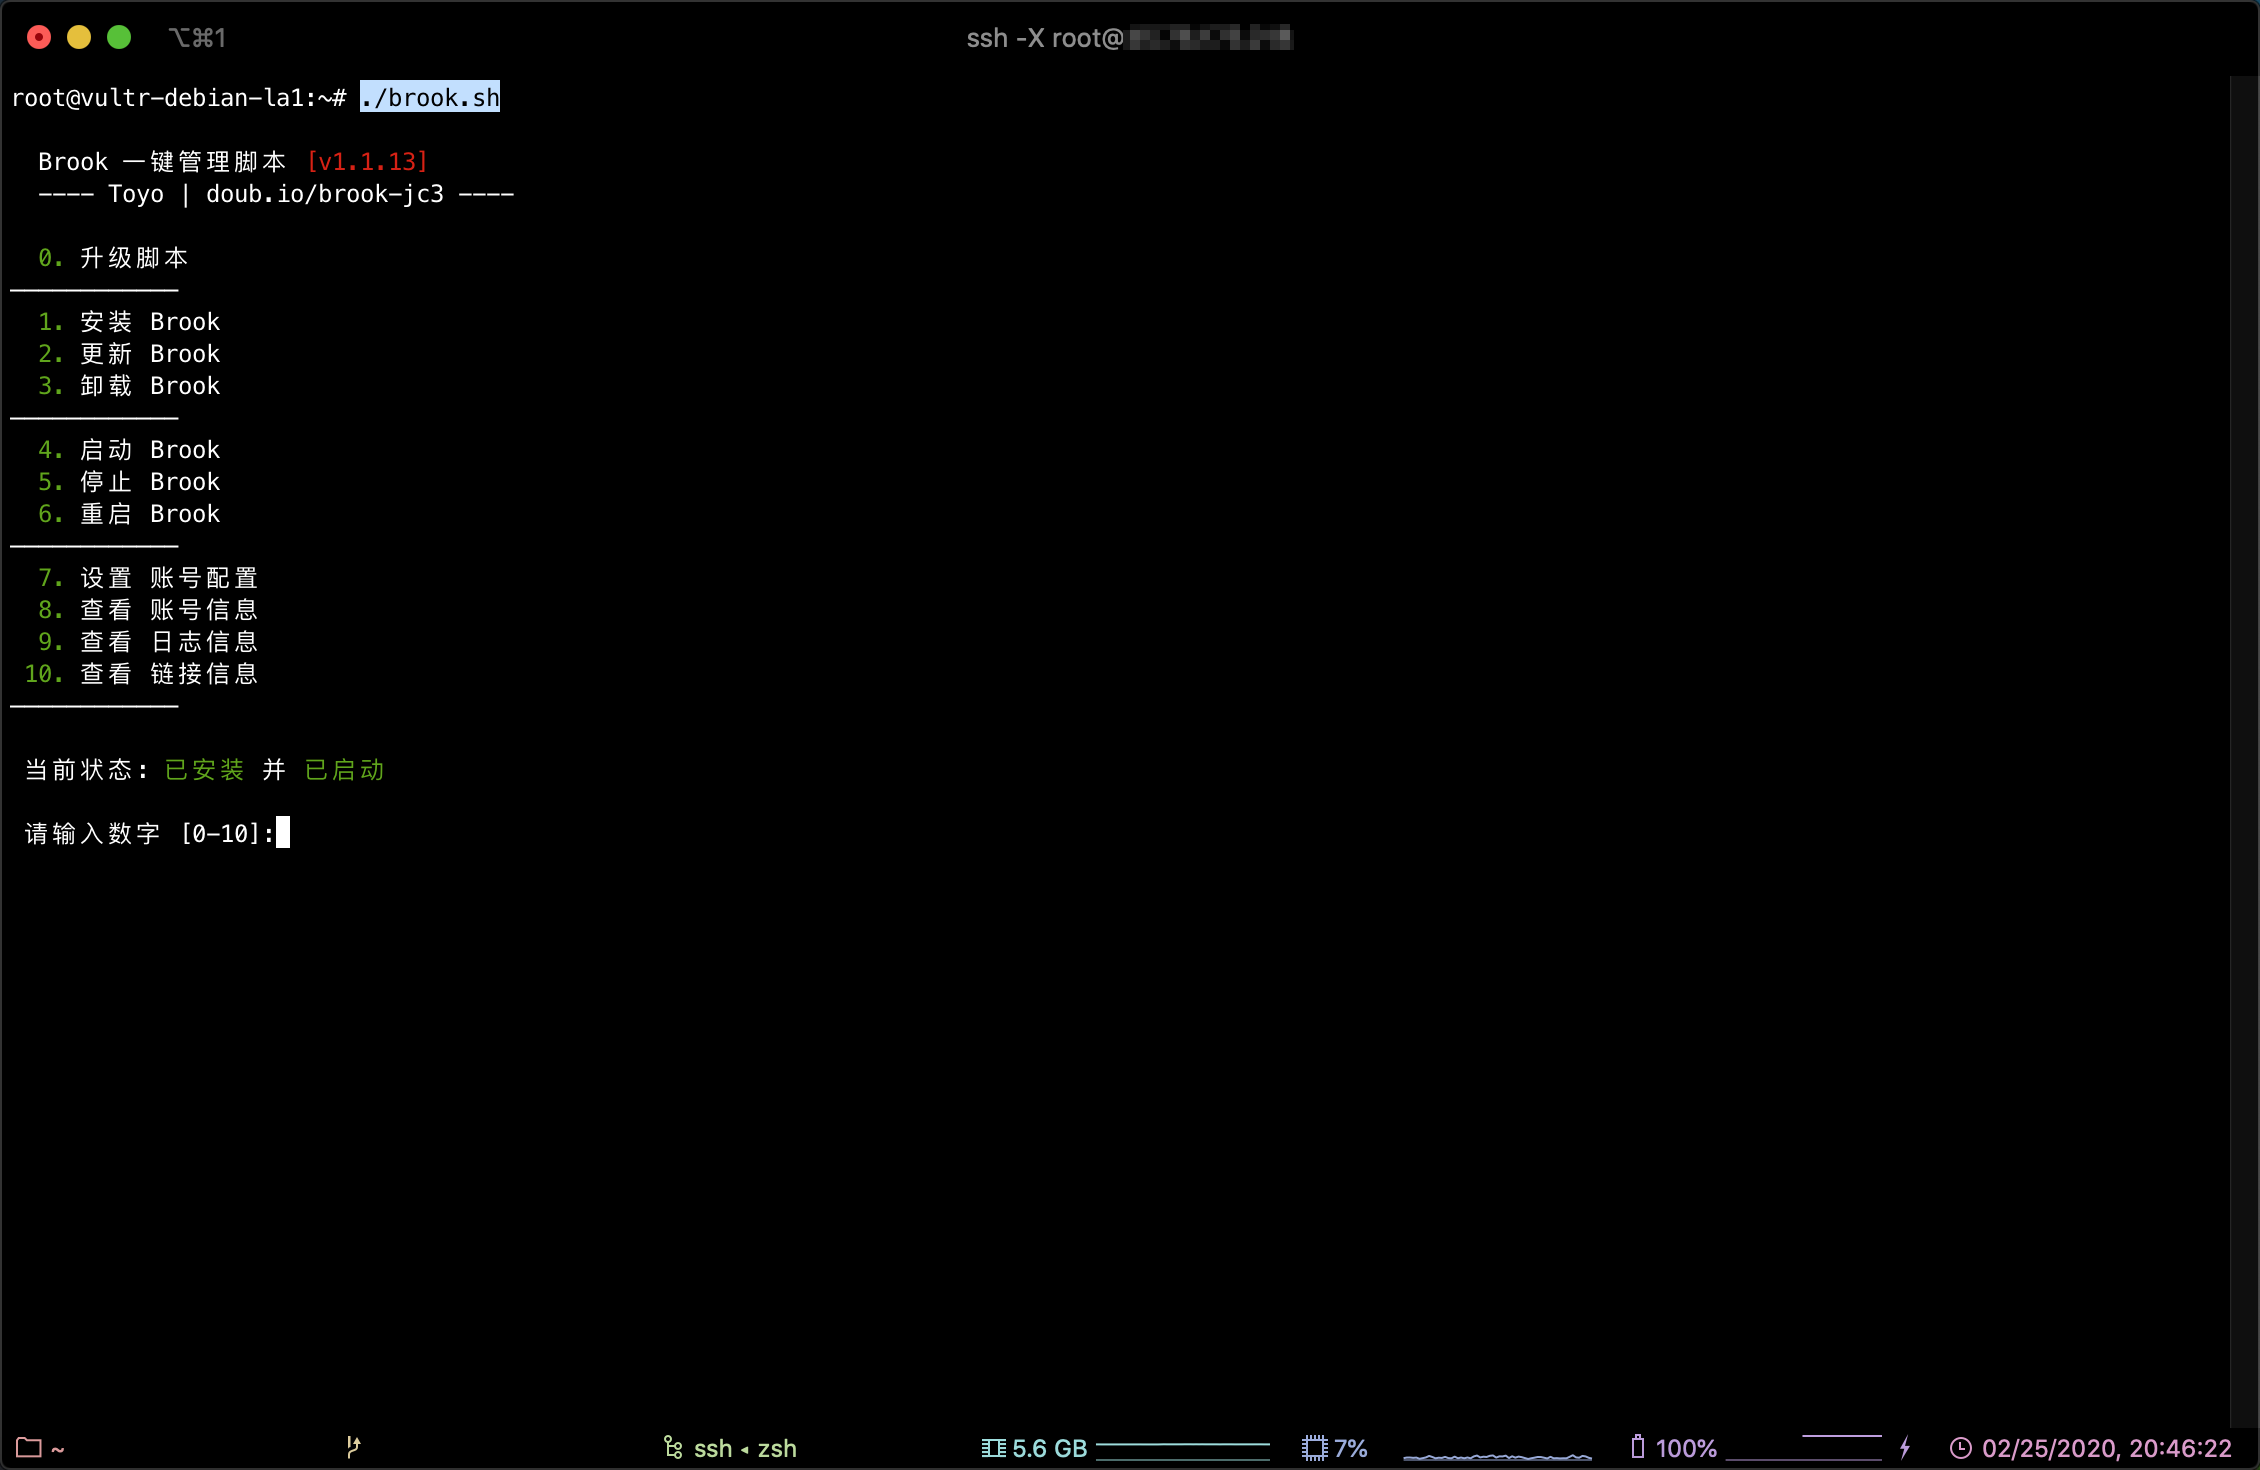 ⌥⌘1
ssh -X root@
root@vultr-debian-la1:~# ./brook.sh
Brook 一键管理脚本 [v1.1.13]
---- Toyo | doub.io/brook-jc3 ----
0. 升级脚本
————————————
1. 安装 Brook
2. 更新 Brook
3. 卸载 Brook
————————————
4. 启动 Brook
5. 停止 Brook
6. 重启 Brook
————————————
7. 设置 账号配置
8. 查看 账号信息
9. 查看 日志信息
10. 查看 链接信息
————————————
当前状态: 已安装 并 已启动
请输入数字 [0-10]:
~ ssh ◂ zsh 5.6 GB 7% 100% 02/25/2020, 20:46:22